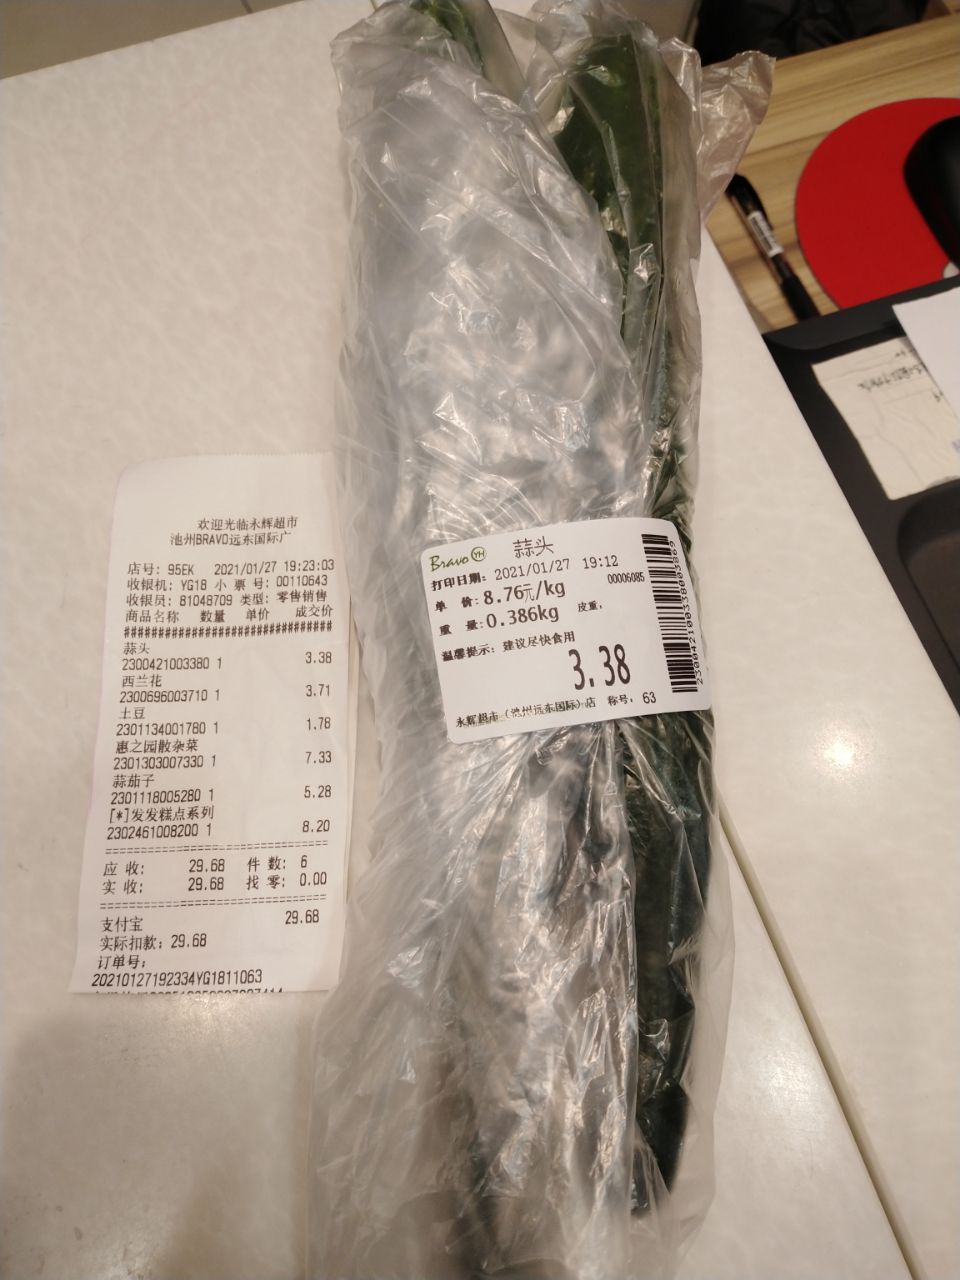 欢迎光临永辉超市
池州BRAVO远东国际广
店号: 95EK 2021/01/27 19:23:03
收银机: YG18 小 票 号: 00110643
收银员: 81048709 类型: 零售销售
商品名称 数量 单价 成交价
################################
蒜头
2300421003380 1 3.38
西兰花
2300696003710 1 3.71
土豆
2301134001780 1 1.78
惠之园散杂菜
2301303007330 1 7.33
蒜茄子
2301118005280 1 5.28
[*]发发糕点系列
2302461008200 1 8.20
================================
应 收: 29.68 件 数: 6
实 收: 29.68 找 零: 0.00
================================
支付宝 29.68
实际扣款: 29.68
订单号:
20210127192334YG1811063
Bravo YH 蒜头
打印日期: 2021/01/27 19:12
单 价: 8.76元/kg 00006085
重 量: 0.386kg 皮重:
温馨提示: 建议尽快食用
3.38
永辉超市 (池州远东国际) 店 称号: 63
230042100338003869